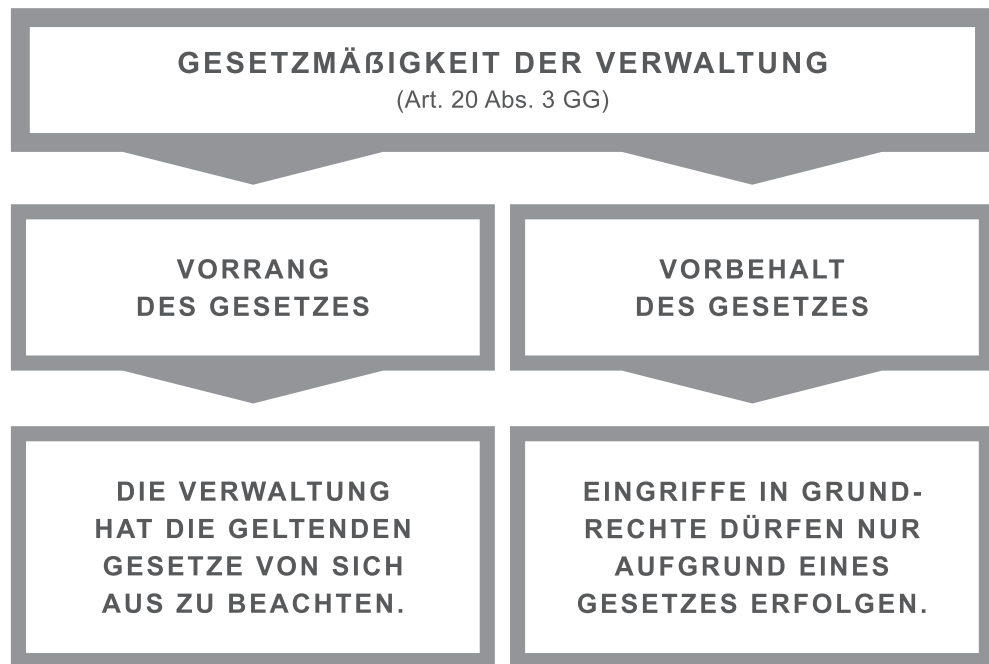 GESETZMÄßIGKEIT DER VERWALTUNG
(Art. 20 Abs. 3 GG)
VORRANG
DES GESETZES
VORBEHALT
DES GESETZES
DIE VERWALTUNG
HAT DIE GELTENDEN
GESETZE VON SICH
AUS ZU BEACHTEN.
EINGRIFFE IN GRUND-
RECHTE DÜRFEN NUR
AUFGRUND EINES
GESETZES ERFOLGEN.